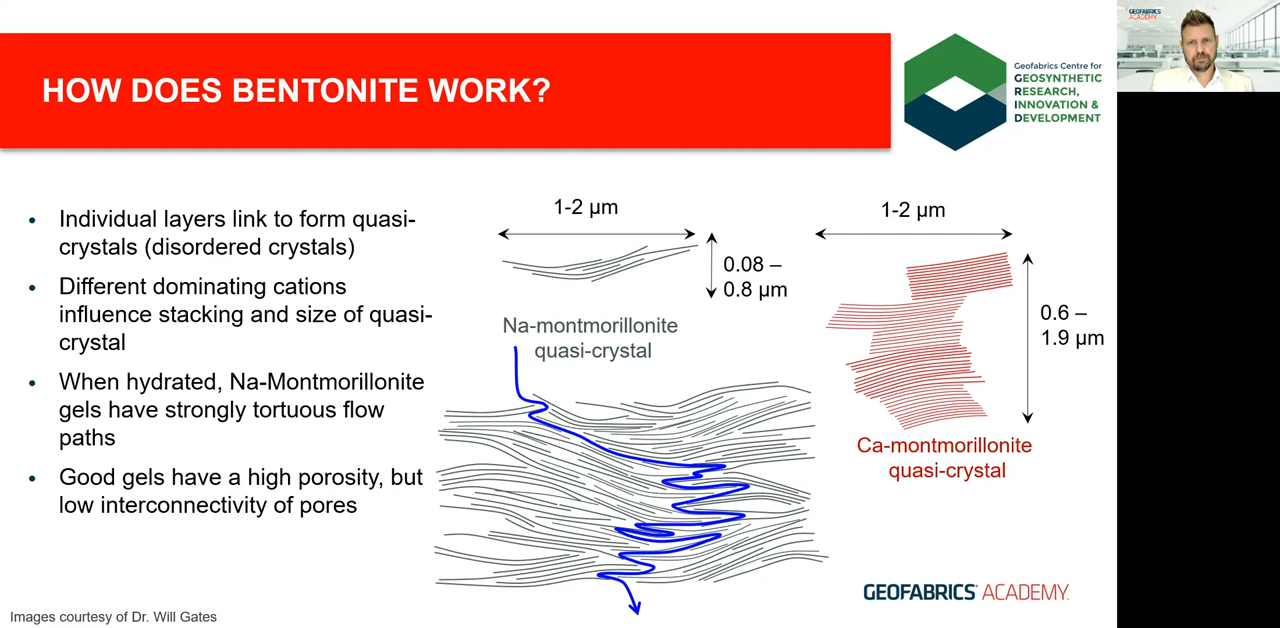 HOW DOES BENTONITE WORK?
Geofabrics Centre for
GEOSYNTHETIC
RESEARCH,
INNOVATION &
DEVELOPMENT
GEOFABRICS
ACADEMY
• Individual layers link to form quasi-
crystals (disordered crystals)
• Different dominating cations
influence stacking and size of quasi-
crystal
• When hydrated, Na-Montmorillonite
gels have strongly tortuous flow
paths
• Good gels have a high porosity, but
low interconnectivity of pores
1-2 µm
0.08 –
0.8 µm
Na-montmorillonite
quasi-crystal
1-2 µm
0.6 –
1.9 µm
Ca-montmorillonite
quasi-crystal
GEOFABRICS® ACADEMY.
Images courtesy of Dr. Will Gates